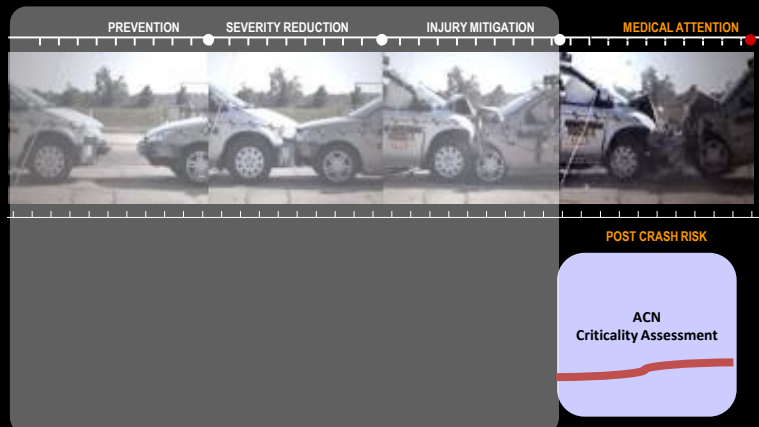 PREVENTION
SEVERITY REDUCTION
INJURY MITIGATION
MEDICAL ATTENTION
POST CRASH RISK
ACN
Criticality Assessment